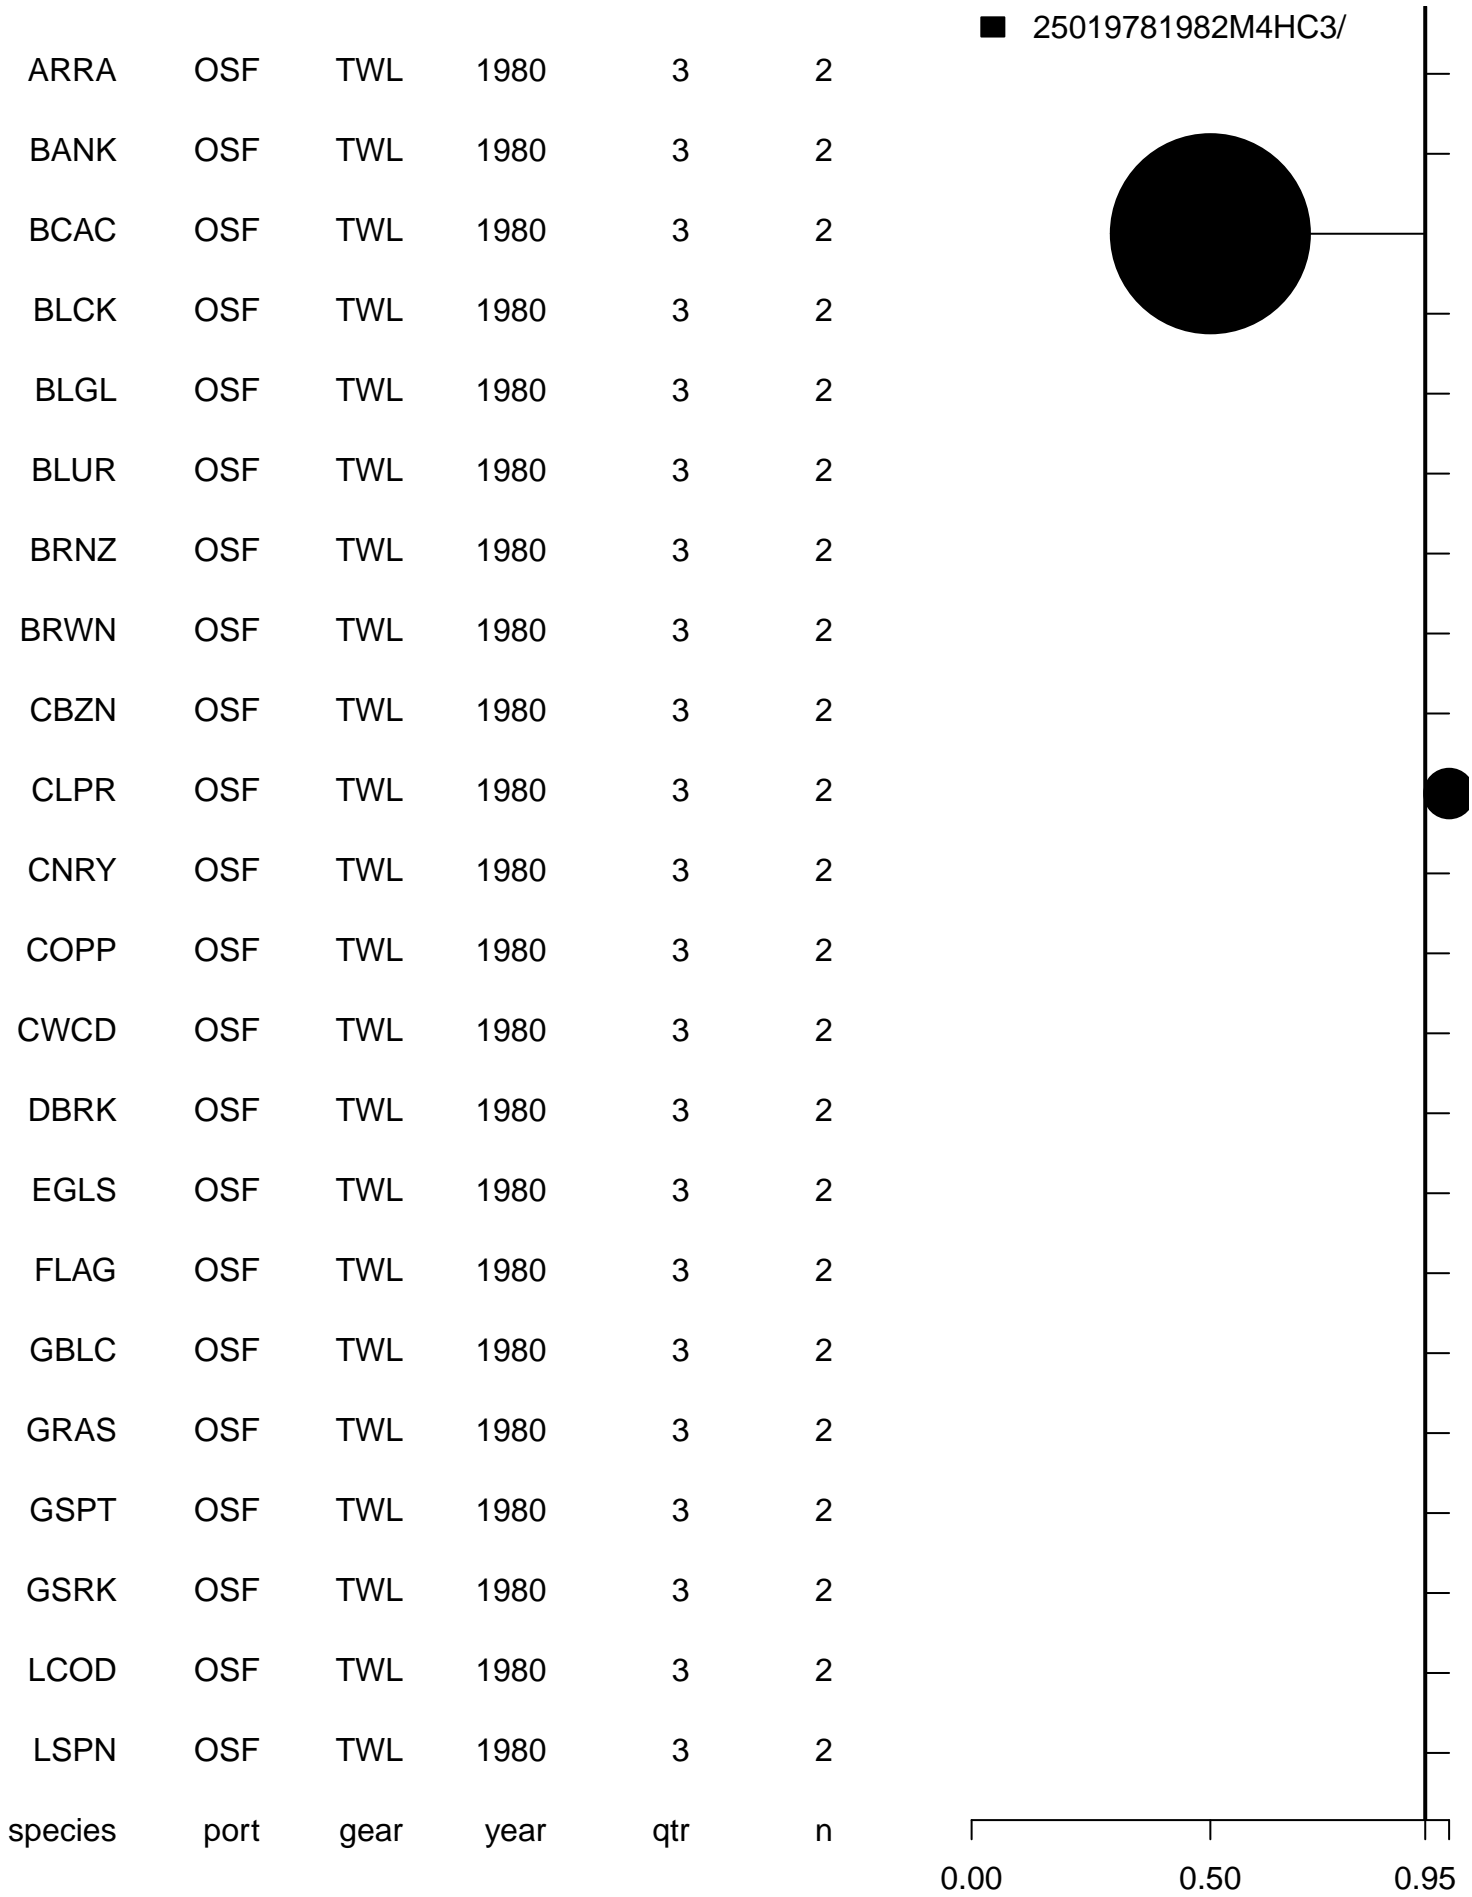 25019781982M4HC3/
ARRA OSF TWL 1980 3 2
BANK OSF TWL 1980 3 2
BCAC OSF TWL 1980 3 2
BLCK OSF TWL 1980 3 2
BLGL OSF TWL 1980 3 2
BLUR OSF TWL 1980 3 2
BRNZ OSF TWL 1980 3 2
BRWN OSF TWL 1980 3 2
CBZN OSF TWL 1980 3 2
CLPR OSF TWL 1980 3 2
CNRY OSF TWL 1980 3 2
COPP OSF TWL 1980 3 2
CWCD OSF TWL 1980 3 2
DBRK OSF TWL 1980 3 2
EGLS OSF TWL 1980 3 2
FLAG OSF TWL 1980 3 2
GBLC OSF TWL 1980 3 2
GRAS OSF TWL 1980 3 2
GSPT OSF TWL 1980 3 2
GSRK OSF TWL 1980 3 2
LCOD OSF TWL 1980 3 2
LSPN OSF TWL 1980 3 2
species port gear year qtr n
0.00 0.50 0.95